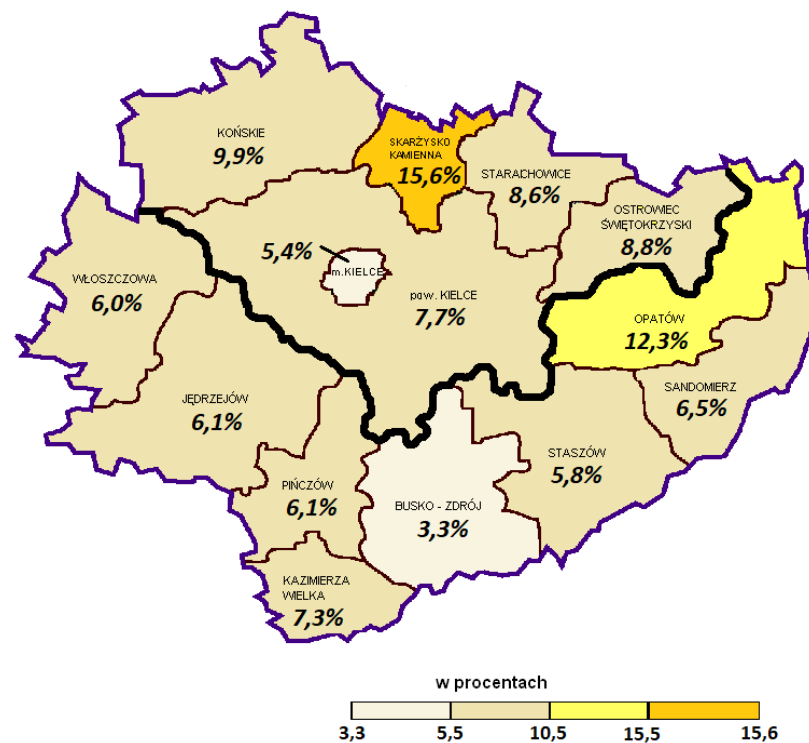 KOŃSKIE
9,9%
SKARŻYSKO
KAMIENNA
15,6%
STARACHOWICE
8,6%
OSTROWIEC
ŚWIĘTOKRZYSKI
8,8%
5,4%
m.KIELCE
WŁOSZCZOWA
6,0%
pow. KIELCE
7,7%
OPATÓW
12,3%
SANDOMIERZ
6,5%
JĘDRZEJÓW
6,1%
STASZÓW
5,8%
PIŃCZÓW
6,1%
BUSKO - ZDRÓJ
3,3%
KAZIMIERZA
WIELKA
7,3%
w procentach
3,3 5,5 10,5 15,5 15,6